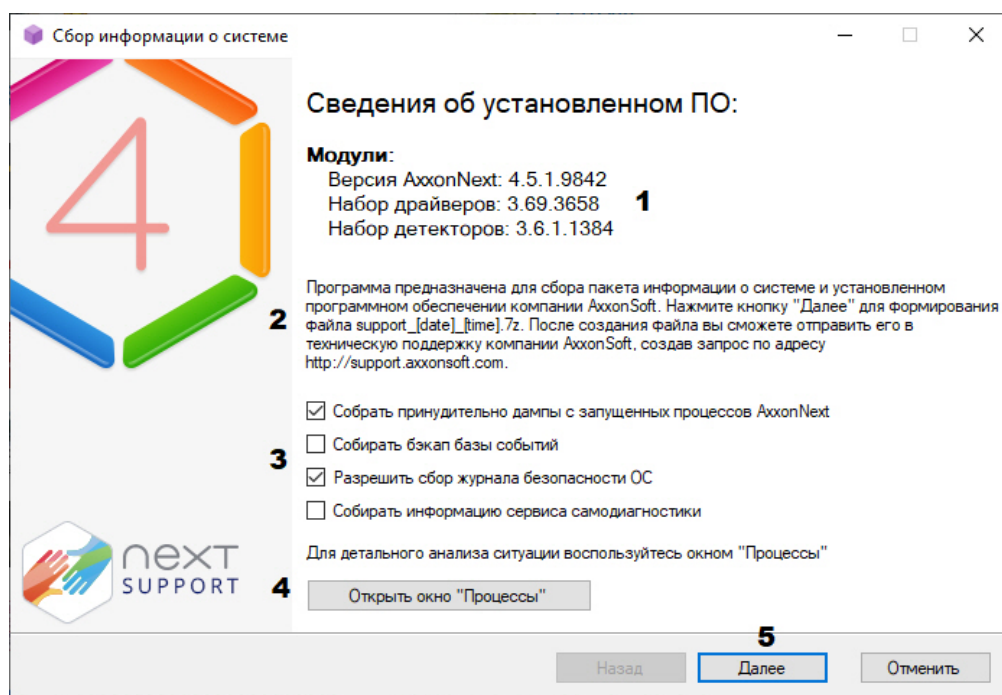 Сбор информации о системе
4
Сведения об установленном ПО:
Модули:
Версия AxxonNext: 4.5.1.9842
Набор драйверов: 3.69.3658
1
Набор детекторов: 3.6.1.1384
Программа предназначена для сбора пакета информации о системе и установленном
программном обеспечении компании AxxonSoft. Нажмите кнопку "Далее" для формирования
2
файла support_[date]_[time].7z. После создания файла вы сможете отправить его в
техническую поддержку компании AxxonSoft, создав запрос по адресу
http://support.axxonsoft.com.
Собрать принудительно дампы с запущенных процессов AxxonNext
Собирать бэкап базы событий
3
Разрешить сбор журнала безопасности ОС
Собирать информацию сервиса самодиагностики
Для детального анализа ситуации воспользуйтесь окном "Процессы"
next
SUPPORT
4
Открыть окно "Процессы"
5
Назад
Далее
Отменить